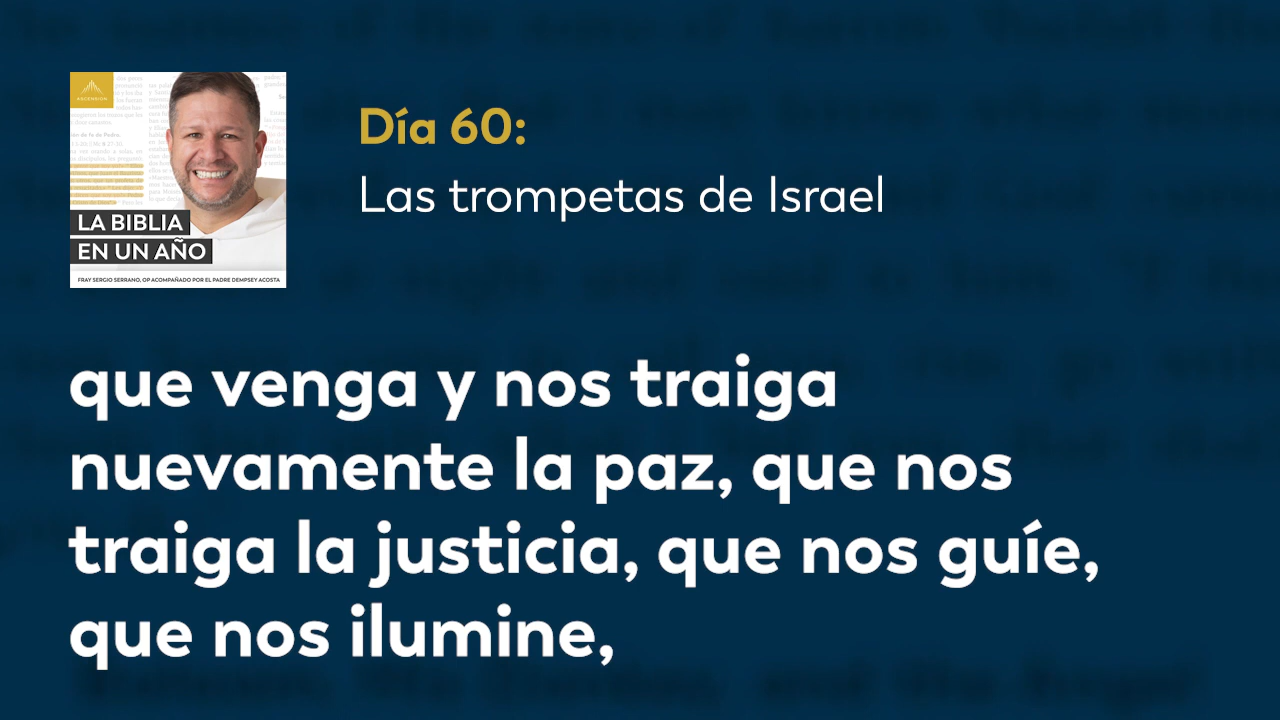 ASCENSION
LA BIBLIA
EN UN AÑO
FRAY SERGIO SERRANO, OP ACOMPAÑADO POR EL PADRE DEMPSEY ACOSTA
Día 60:
Las trompetas de Israel
que venga y nos traiga
nuevamente la paz, que nos
traiga la justicia, que nos guíe,
que nos ilumine,